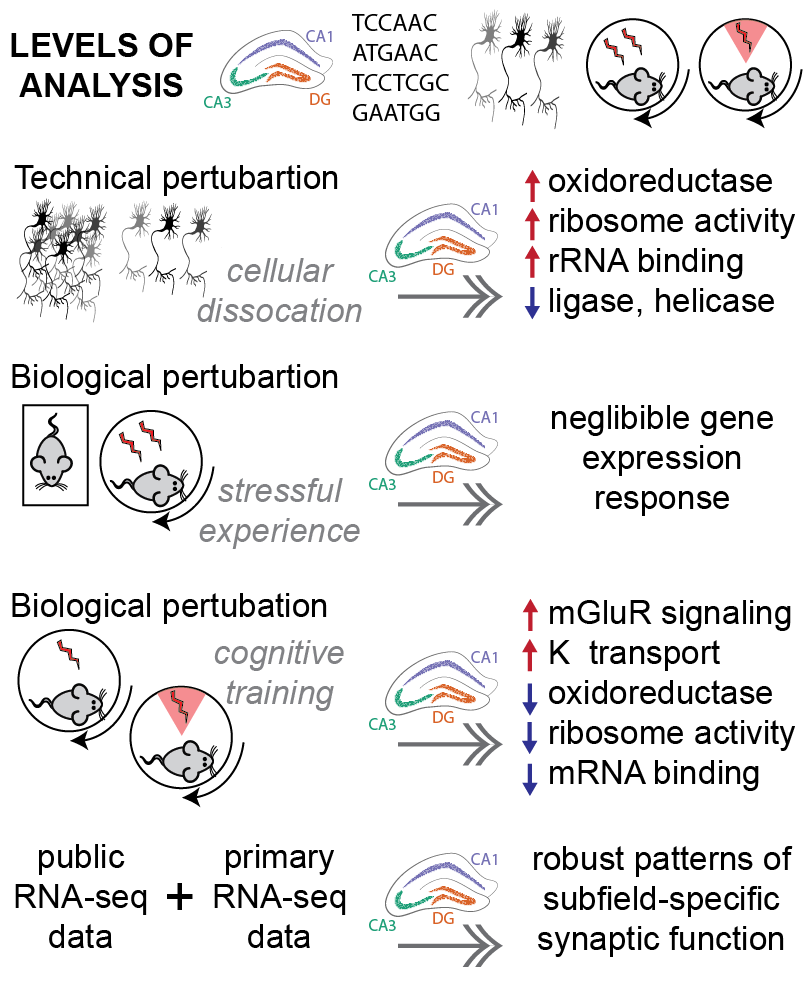 LEVELS OF
ANALYSIS
CA1
CA3
DG
TCCAAC
ATGAAC
TCCTCGC
GAATGG
Technical pertubartion
cellular
dissocation
CA1
CA3
DG
oxidoreductase
ribosome activity
rRNA binding
ligase, helicase
Biological pertubartion
stressful
experience
CA1
CA3
DG
neglibible gene
expression
response
Biological pertubation
cognitive
training
CA1
CA3
DG
mGluR signaling
K transport
oxidoreductase
ribosome activity
mRNA binding
public
RNA-seq
data
+
primary
RNA-seq
data
CA1
CA3
DG
robust patterns of
subfield-specific
synaptic function